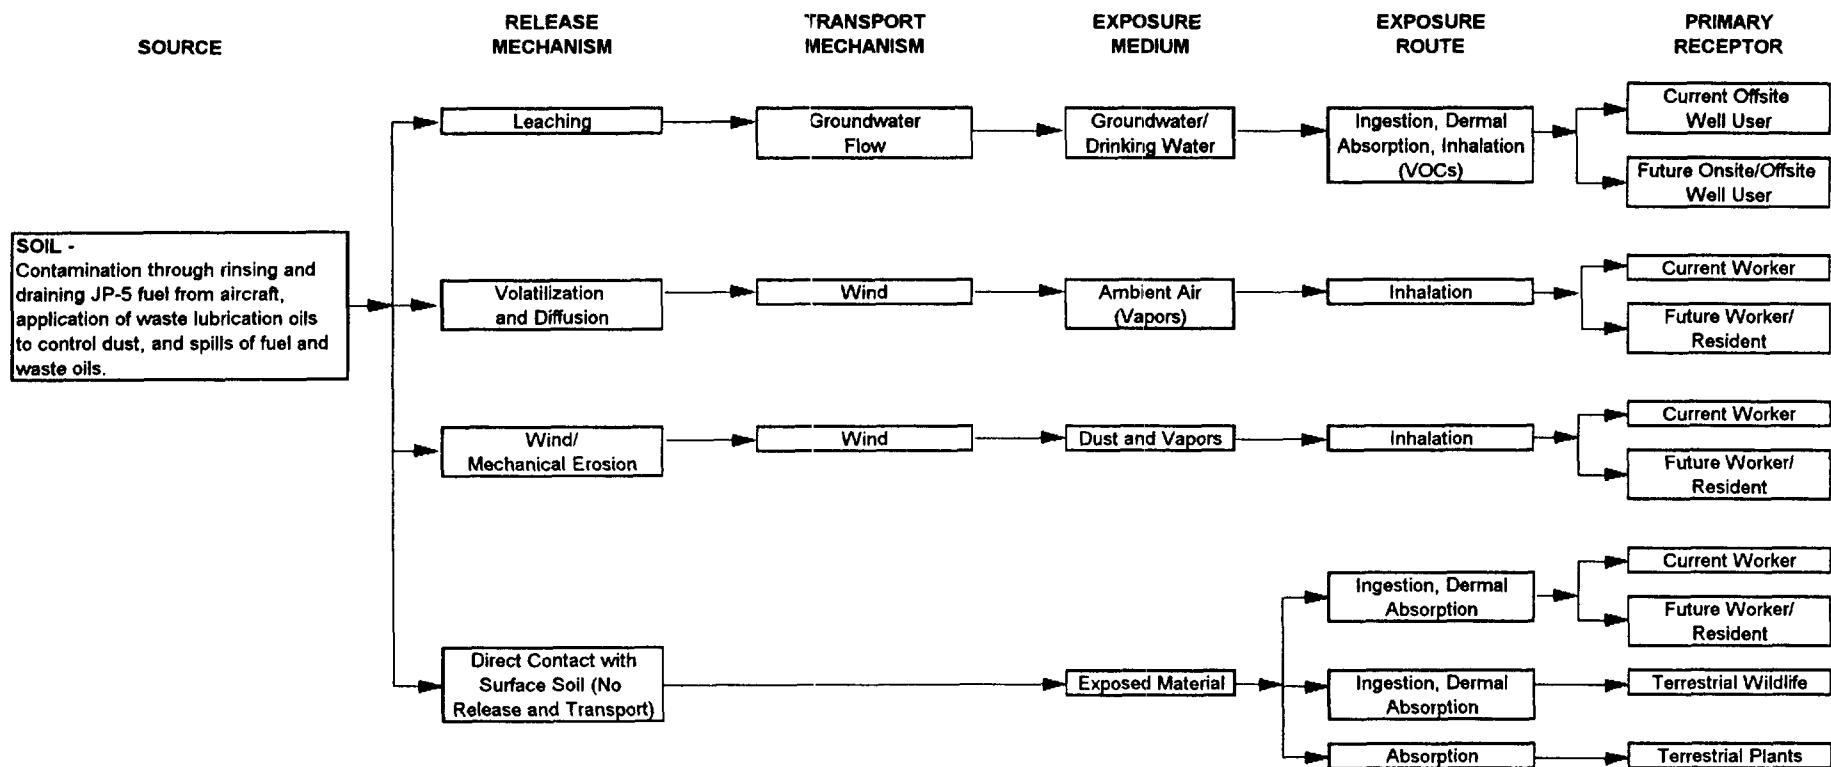 SOURCE
RELEASE
MECHANISM
TRANSPORT
MECHANISM
EXPOSURE
MEDIUM
EXPOSURE
ROUTE
PRIMARY
RECEPTOR
SOIL -
Contamination through rinsing and
draining JP-5 fuel from aircraft,
application of waste lubrication oils
to control dust, and spills of fuel and
waste oils.
Leaching
Groundwater
Flow
Groundwater/
Drinking Water
Ingestion, Dermal
Absorption, Inhalation
(VOCs)
Current Offsite
Well User
Future Onsite/Offsite
Well User
Volatilization
and Diffusion
Wind
Ambient Air
(Vapors)
Inhalation
Current Worker
Future Worker/
Resident
Wind/
Mechanical Erosion
Wind
Dust and Vapors
Inhalation
Current Worker
Future Worker/
Resident
Direct Contact with
Surface Soil (No
Release and Transport)
Exposed Material
Ingestion, Dermal
Absorption
Current Worker
Future Worker/
Resident
Ingestion, Dermal
Absorption
Terrestrial Wildlife
Absorption
Terrestrial Plants